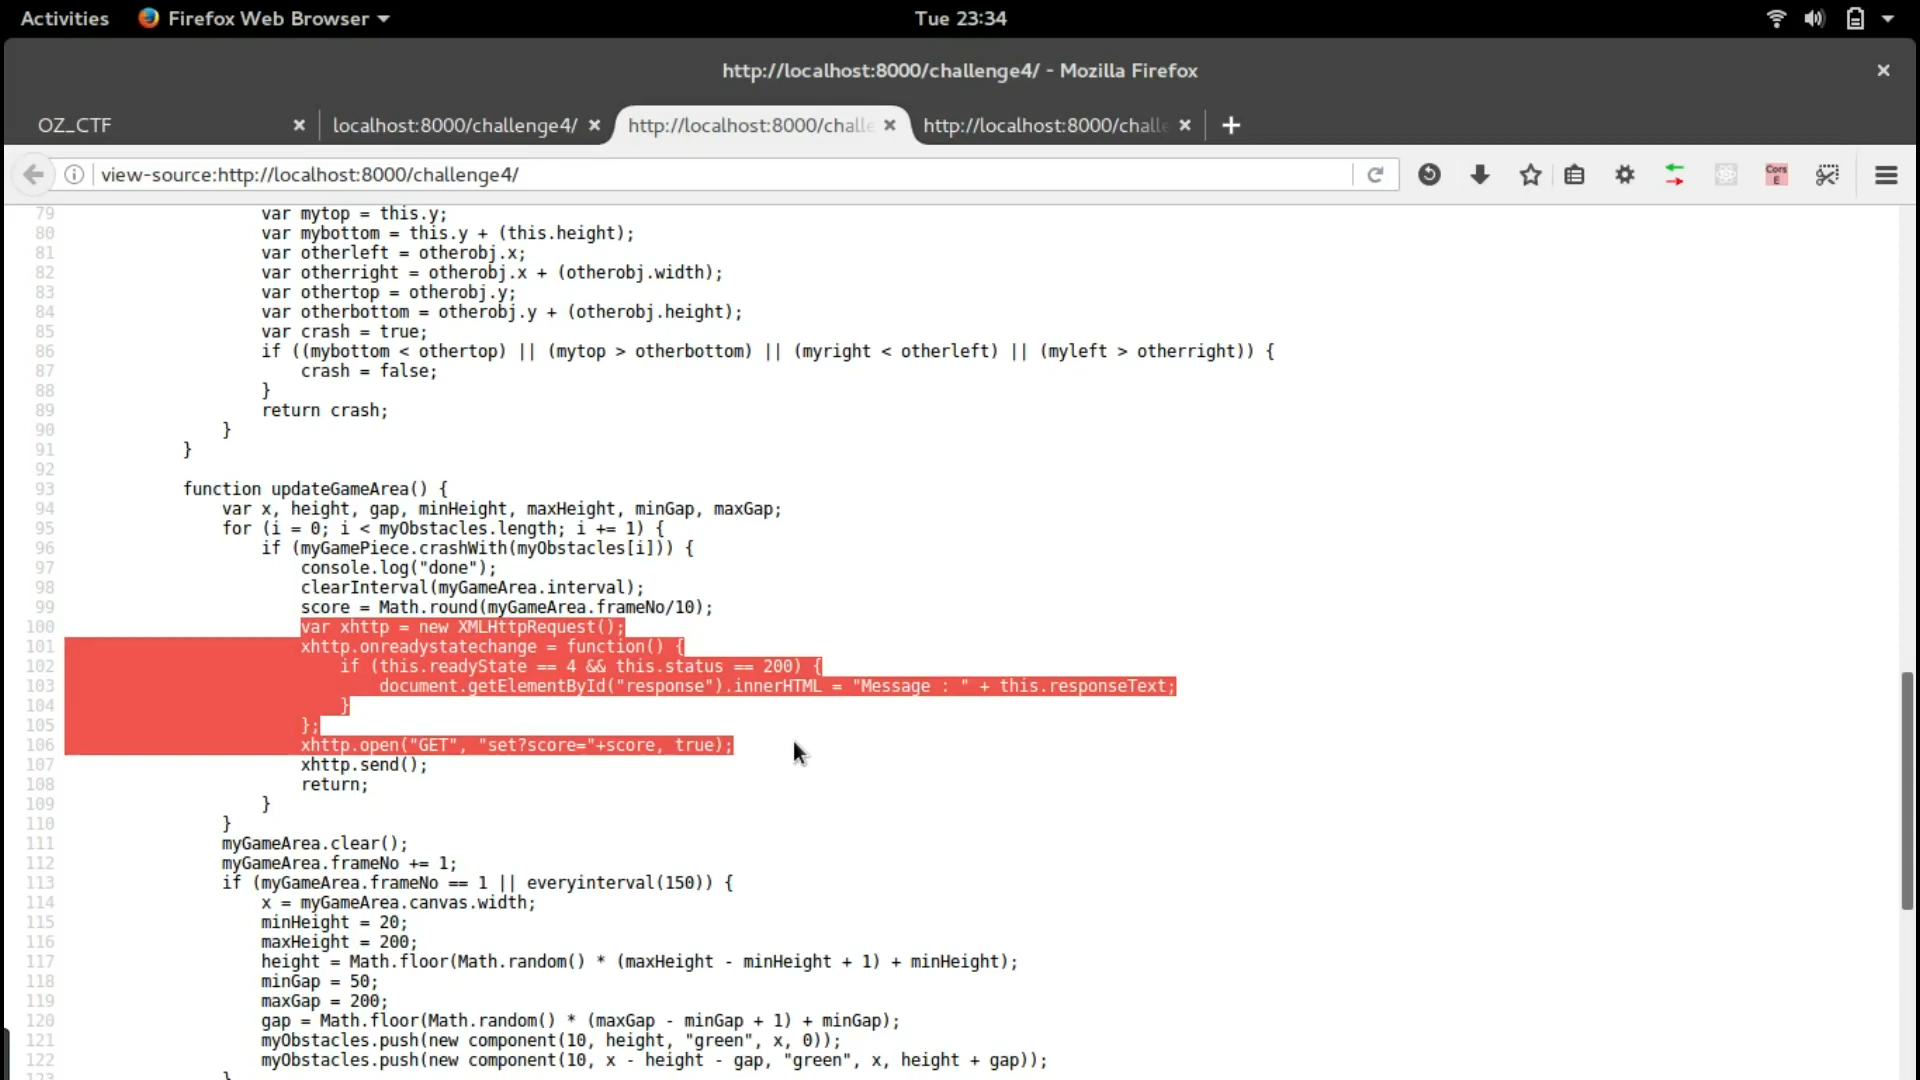 Activities Firefox Web Browser Tue 23:34
http://localhost:8000/challenge4/ - Mozilla Firefox
OZ_CTF localhost:8000/challenge4/ http://localhost:8000/challe http://localhost:8000/challe
view-source:http://localhost:8000/challenge4/
Cors E
79 var mytop = this.y;
80 var mybottom = this.y + (this.height);
81 var otherleft = otherobj.x;
82 var otherright = otherobj.x + (otherobj.width);
83 var othertop = otherobj.y;
84 var otherbottom = otherobj.y + (otherobj.height);
85 var crash = true;
86 if ((mybottom < othertop) || (mytop > otherbottom) || (myright < otherleft) || (myleft > otherright)) {
87 crash = false;
88 }
89 return crash;
90 }
91 }
92
93 function updateGameArea() {
94 var x, height, gap, minHeight, maxHeight, minGap, maxGap;
95 for (i = 0; i < myObstacles.length; i += 1) {
96 if (myGamePiece.crashWith(myObstacles[i])) {
97 console.log("done");
98 clearInterval(myGameArea.interval);
99 score = Math.round(myGameArea.frameNo/10);
100 var xhttp = new XMLHttpRequest();
101 xhttp.onreadystatechange = function() {
102 if (this.readyState == 4 && this.status == 200) {
103 document.getElementById("response").innerHTML = "Message : " + this.responseText;
104 }
105 };
106 xhttp.open("GET", "set?score="+score, true);
107 xhttp.send();
108 return;
109 }
110 }
111 myGameArea.clear();
112 myGameArea.frameNo += 1;
113 if (myGameArea.frameNo == 1 || everyinterval(150)) {
114 x = myGameArea.canvas.width;
115 minHeight = 20;
116 maxHeight = 200;
117 height = Math.floor(Math.random() * (maxHeight - minHeight + 1) + minHeight);
118 minGap = 50;
119 maxGap = 200;
120 gap = Math.floor(Math.random() * (maxGap - minGap + 1) + minGap);
121 myObstacles.push(new component(10, height, "green", x, 0));
122 myObstacles.push(new component(10, x - height - gap, "green", x, height + gap));
123 }